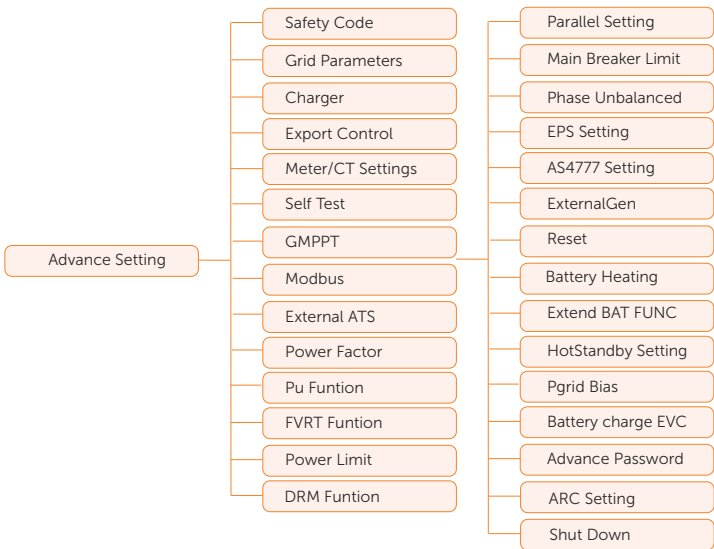 Advance Setting
Safety Code
Grid Parameters
Charger
Export Control
Meter/CT Settings
Self Test
GMPPT
Modbus
External ATS
Power Factor
Pu Funtion
FVRT Funtion
Power Limit
DRM Funtion
Parallel Setting
Main Breaker Limit
Phase Unbalanced
EPS Setting
AS4777 Setting
ExternalGen
Reset
Battery Heating
Extend BAT FUNC
HotStandby Setting
Pgrid Bias
Battery charge EVC
Advance Password
ARC Setting
Shut Down